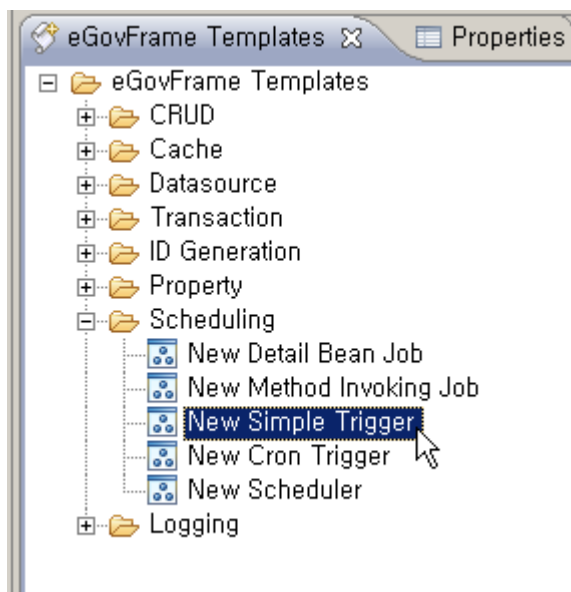 eGovFrame Templates Properties
eGovFrame Templates
CRUD
Cache
Datasource
Transaction
ID Generation
Property
Scheduling
New Detail Bean Job
New Method Invoking Job
New Simple Trigger
New Cron Trigger
New Scheduler
Logging